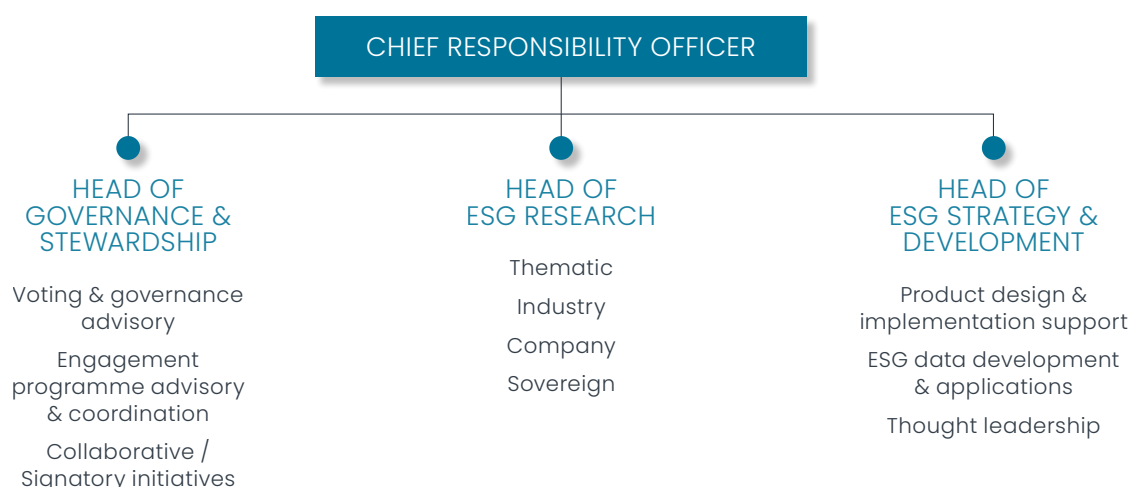 CHIEF RESPONSIBILITY OFFICER
HEAD OF
GOVERNANCE &
STEWARDSHIP
Voting & governance
advisory
Engagement
programme advisory
& coordination
Collaborative /
Signatory initiatives
HEAD OF
ESG RESEARCH
Thematic
Industry
Company
Sovereign
HEAD OF
ESG STRATEGY &
DEVELOPMENT
Product design &
implementation support
ESG data development
& applications
Thought leadership